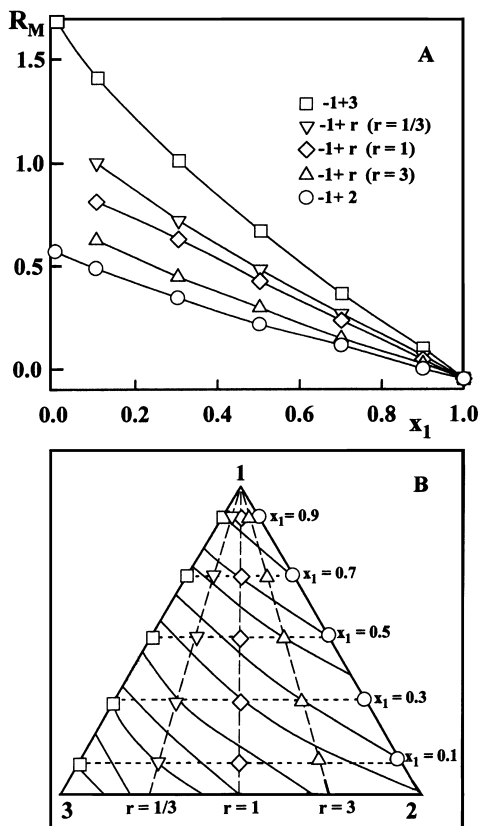 R_M
A
1.5
1.0
0.5
0.0
-1+3
-1+ r (r = 1/3)
-1+ r (r = 1)
-1+ r (r = 3)
-1+ 2
0.0 0.2 0.4 0.6 0.8 1.0
x_1
B
1
x_1 = 0.9
x_1 = 0.7
x_1 = 0.5
x_1 = 0.3
x_1 = 0.1
3 r = 1/3 r = 1 r = 3 2